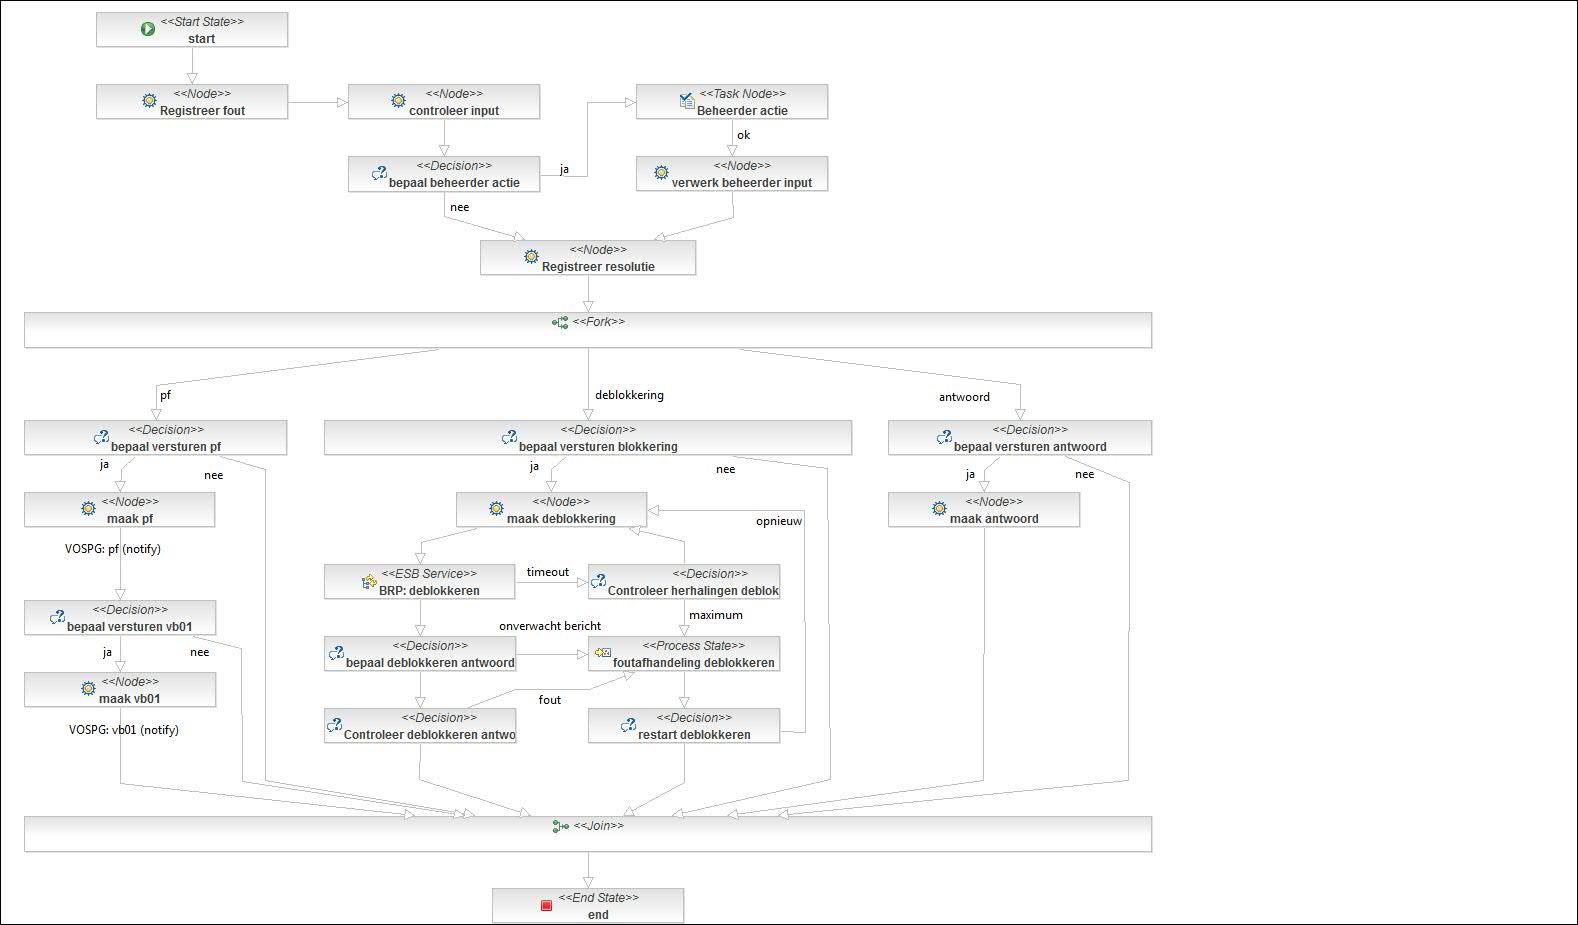 <<Start State>>
start
<<Node>>
Registreer fout
<<Node>>
controleer input
<<Task Node>>
Beheerder actie
ok
<<Decision>>
bepaal beheerder actie
ja
<<Node>>
verwerk beheerder input
nee
<<Node>>
Registreer resolutie
<<Fork>>
pf
deblokkering
antwoord
<<Decision>>
bepaal versturen pf
<<Decision>>
bepaal versturen blokkering
<<Decision>>
bepaal versturen antwoord
ja
nee
ja
nee
ja
nee
<<Node>>
maak pf
<<Node>>
maak deblokkering
opnieuw
<<Node>>
maak antwoord
VOSPG: pf (notify)
<<ESB Service>>
BRP: deblokkeren
timeout
<<Decision>>
Controleer herhalingen deblok
<<Decision>>
bepaal versturen vb01
maximum
onverwacht bericht
ja
nee
<<Decision>>
bepaal deblokkeren antwoord
<<Process State>>
foutafhandeling deblokkeren
<<Node>>
maak vb01
fout
VOSPG: vb01 (notify)
<<Decision>>
Controleer deblokkeren antwo
<<Decision>>
restart deblokkeren
<<Join>>
<<End State>>
end